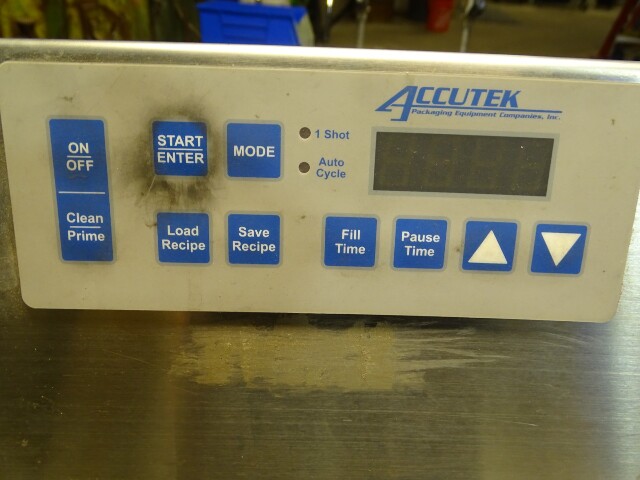 ACCUTEK
Packaging Equipment Companies, Inc.
ON
OFF
START
ENTER
MODE
1 Shot
Auto
Cycle
Clean
Prime
Load
Recipe
Save
Recipe
Fill
Time
Pause
Time